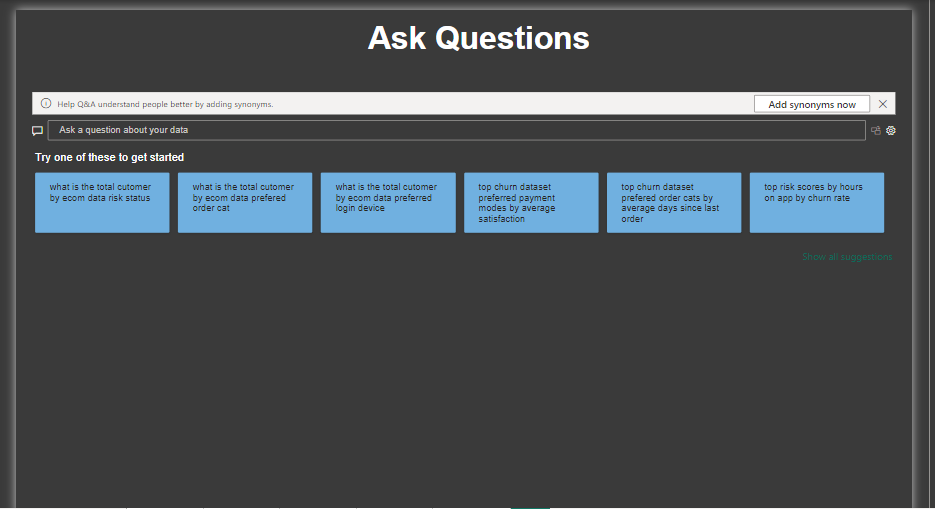 Ask Questions
Help Q&A understand people better by adding synonyms.
Add synonyms now
Ask a question about your data
Try one of these to get started
what is the total cutomer
by ecom data risk status
what is the total cutomer
by ecom data prefered
order cat
what is the total cutomer
by ecom data preferred
login device
top churn dataset
preferred payment
modes by average
satisfaction
top churn dataset
prefered order cats by
average days since last
order
top risk scores by hours
on app by churn rate
Show all suggestions